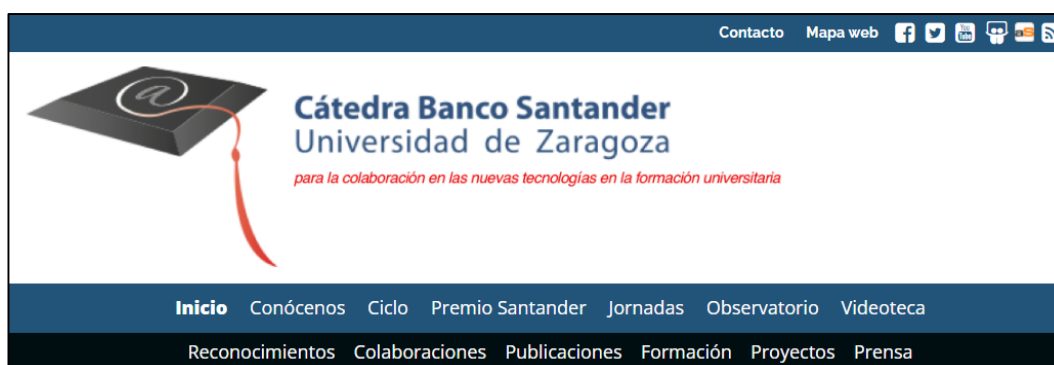 Contacto Mapa web
@
Cátedra Banco Santander
Universidad de Zaragoza
para la colaboración en las nuevas tecnologías en la formación universitaria
Inicio Conócenos Ciclo Premio Santander Jornadas Observatorio Videoteca
Reconocimientos Colaboraciones Publicaciones Formación Proyectos Prensa